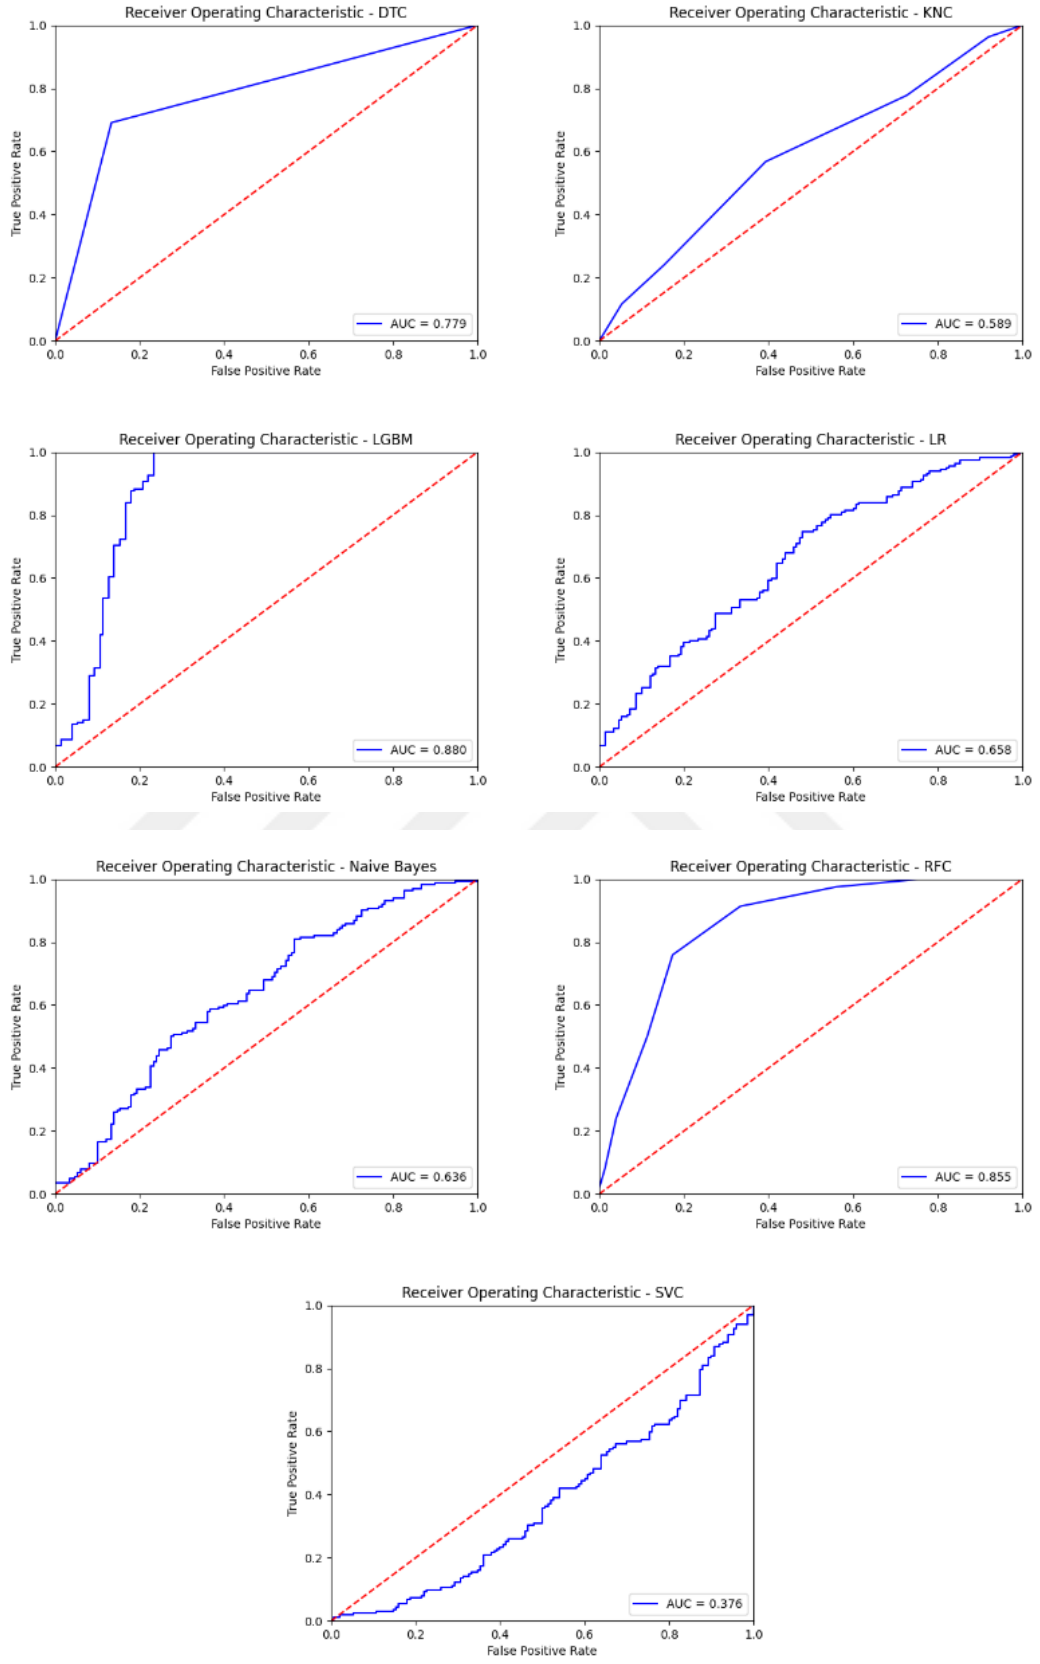 Receiver Operating Characteristic - DTC
1.0
0.8
0.6
0.4
0.2
0.0
True Positive Rate
AUC = 0.779
0.0 0.2 0.4 0.6 0.8 1.0
False Positive Rate
Receiver Operating Characteristic - KNC
1.0
0.8
0.6
0.4
0.2
0.0
True Positive Rate
AUC = 0.589
0.0 0.2 0.4 0.6 0.8 1.0
False Positive Rate
Receiver Operating Characteristic - LGBM
1.0
0.8
0.6
0.4
0.2
0.0
True Positive Rate
AUC = 0.880
0.0 0.2 0.4 0.6 0.8 1.0
False Positive Rate
Receiver Operating Characteristic - LR
1.0
0.8
0.6
0.4
0.2
0.0
True Positive Rate
AUC = 0.658
0.0 0.2 0.4 0.6 0.8 1.0
False Positive Rate
Receiver Operating Characteristic - Naive Bayes
1.0
0.8
0.6
0.4
0.2
0.0
True Positive Rate
AUC = 0.636
0.0 0.2 0.4 0.6 0.8 1.0
False Positive Rate
Receiver Operating Characteristic - RFC
1.0
0.8
0.6
0.4
0.2
0.0
True Positive Rate
AUC = 0.855
0.0 0.2 0.4 0.6 0.8 1.0
False Positive Rate
Receiver Operating Characteristic - SVC
1.0
0.8
0.6
0.4
0.2
0.0
True Positive Rate
AUC = 0.376
0.0 0.2 0.4 0.6 0.8 1.0
False Positive Rate